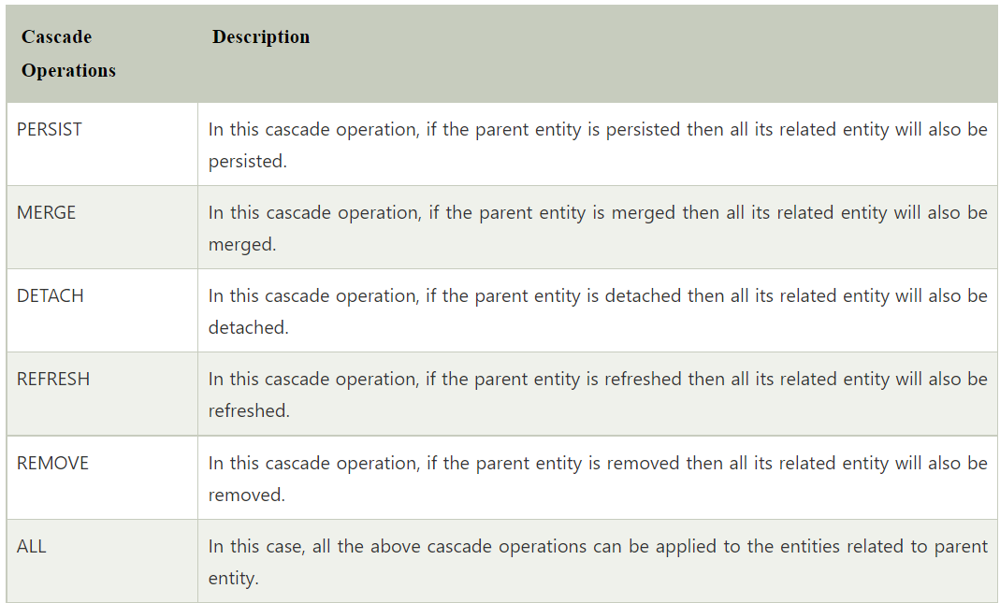 Cascade
Operations
Description
PERSIST
In this cascade operation, if the parent entity is persisted then all its related entity will also be
persisted.
MERGE
In this cascade operation, if the parent entity is merged then all its related entity will also be
merged.
DETACH
In this cascade operation, if the parent entity is detached then all its related entity will also be
detached.
REFRESH
In this cascade operation, if the parent entity is refreshed then all its related entity will also be
refreshed.
REMOVE
In this cascade operation, if the parent entity is removed then all its related entity will also be
removed.
ALL
In this case, all the above cascade operations can be applied to the entities related to parent
entity.